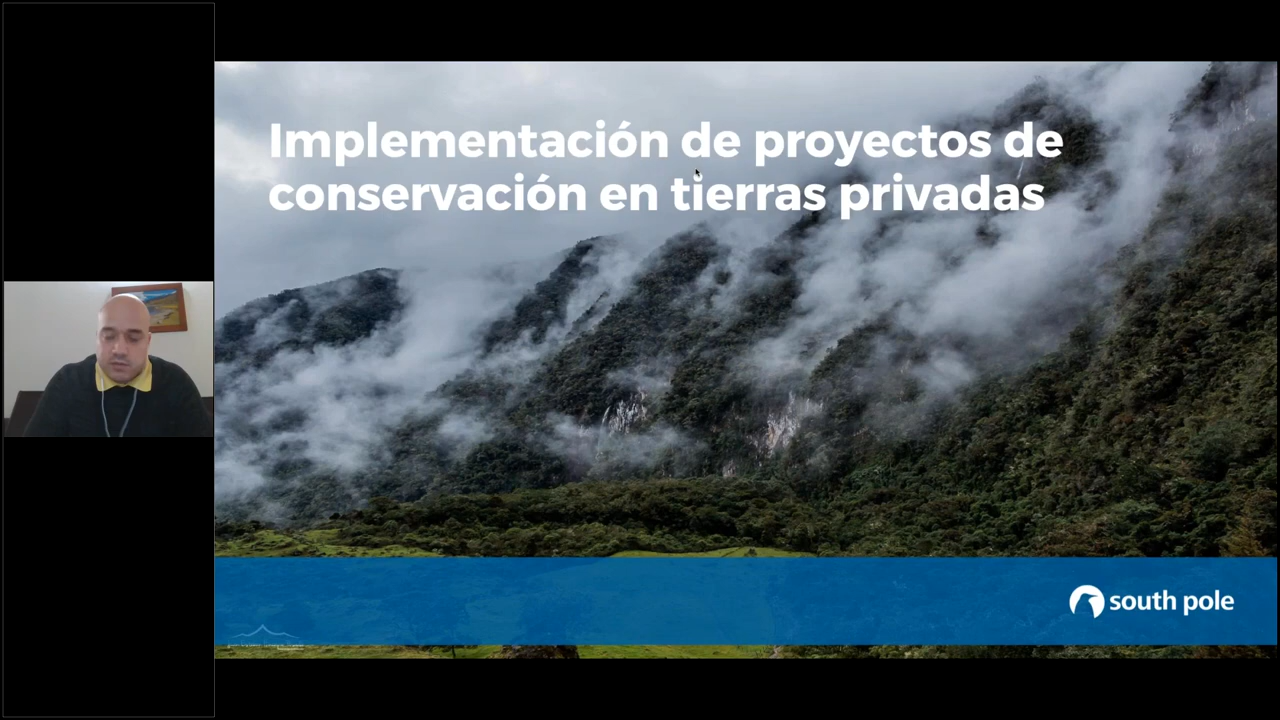 Implementación de proyectos de
conservación en tierras privadas
south pole